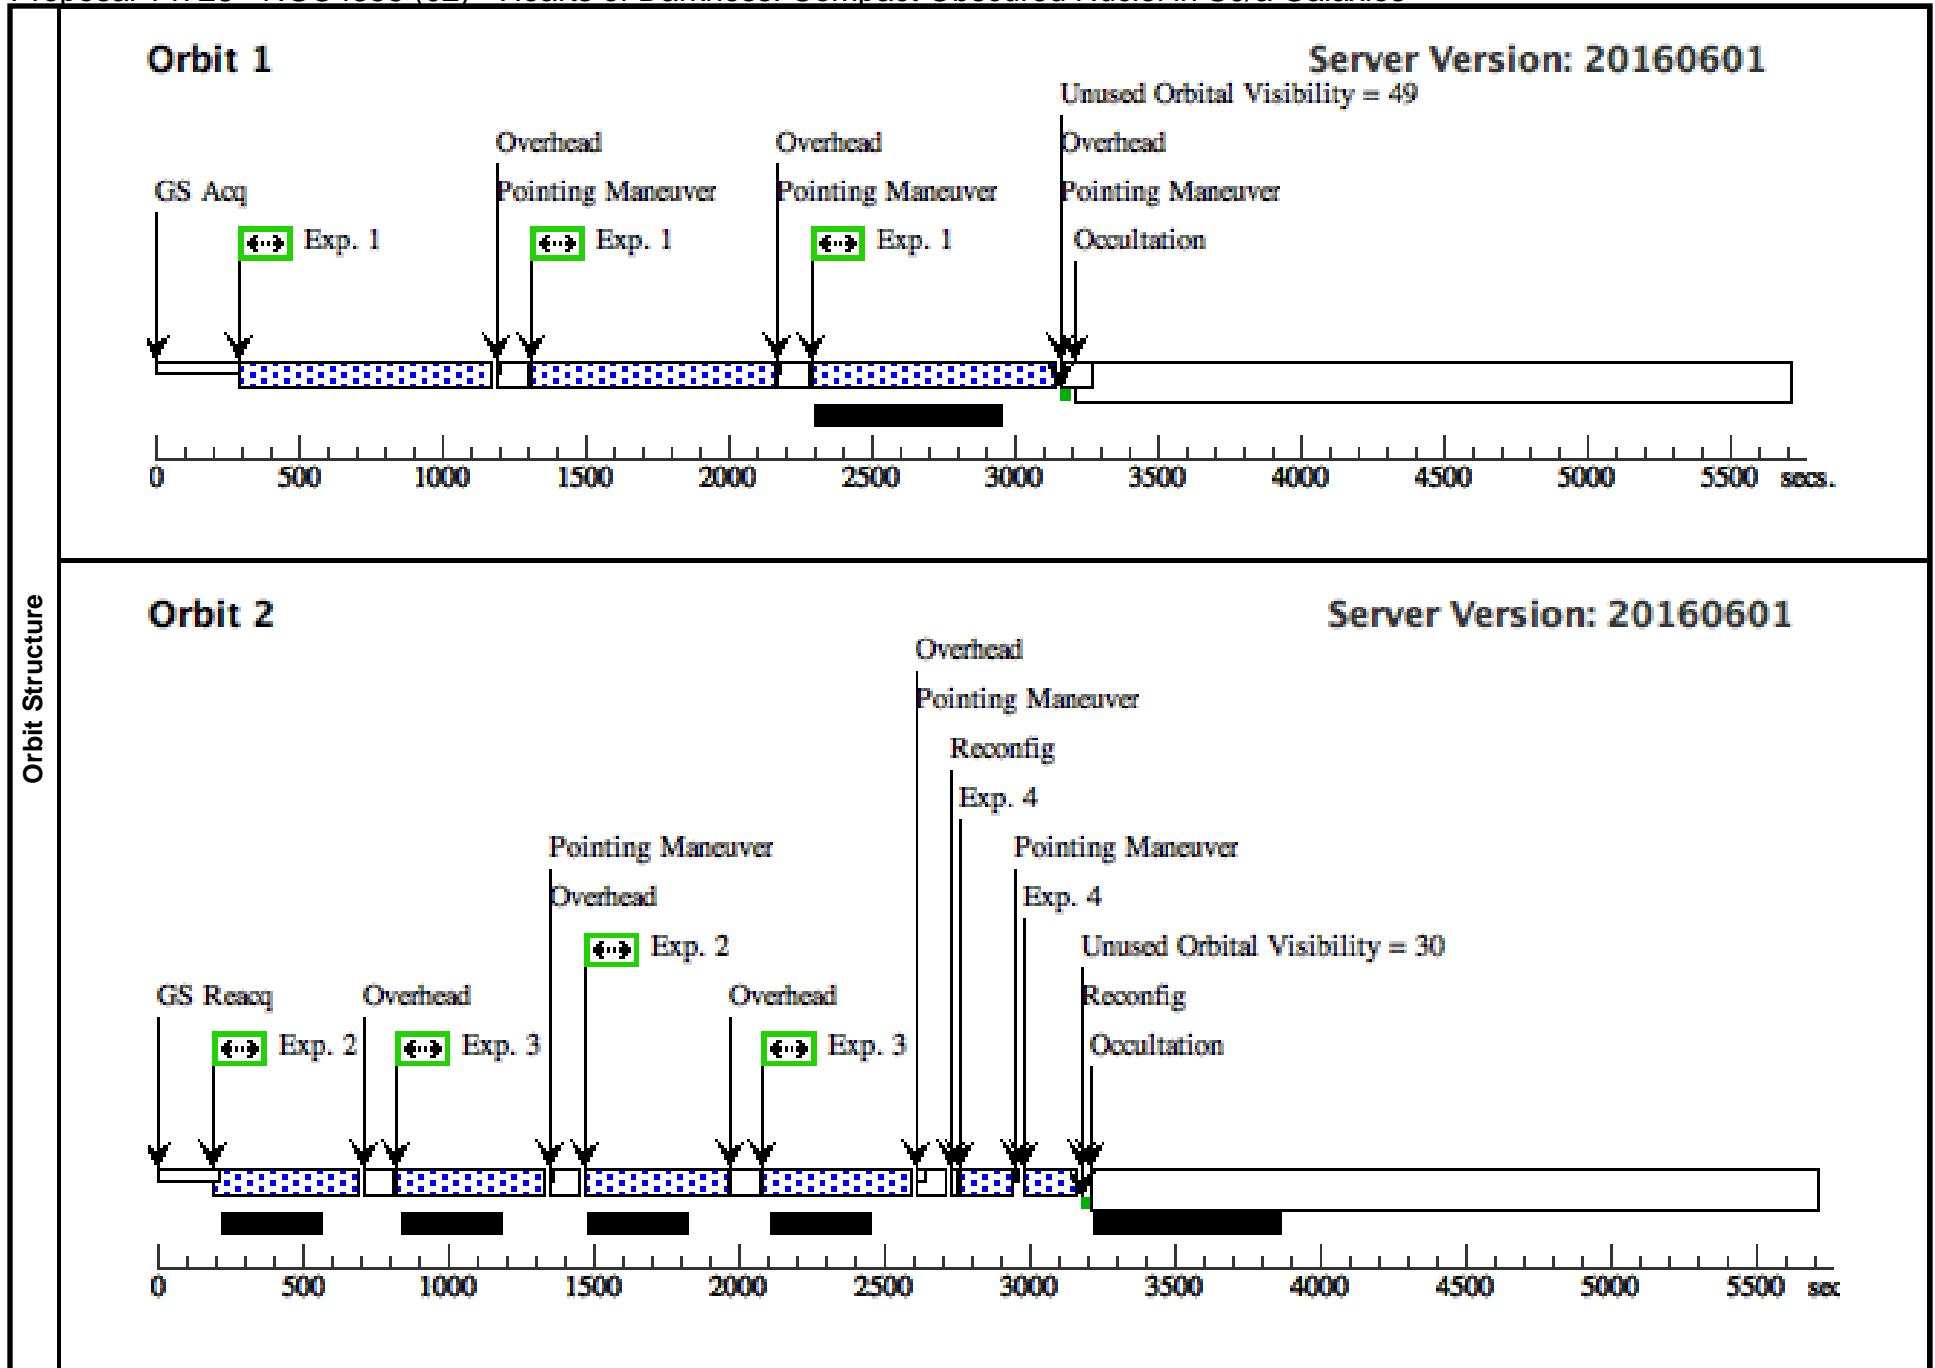 Orbit 1
Server Version: 20160601
Unused Orbital Visibility = 49
Overhead
Overhead
Overhead
GS Acq
Pointing Maneuver
Pointing Maneuver
Pointing Maneuver
Exp. 1
Exp. 1
Exp. 1
Occultation
0 500 1000 1500 2000 2500 3000 3500 4000 4500 5000 5500 secs.
Orbit Structure
Orbit 2
Server Version: 20160601
Overhead
Pointing Maneuver
Reconfig
Exp. 4
Pointing Maneuver
Pointing Maneuver
Overhead
Exp. 4
Exp. 2
Unused Orbital Visibility = 30
GS Reacq
Overhead
Overhead
Reconfig
Exp. 2
Exp. 3
Exp. 3
Occultation
0 500 1000 1500 2000 2500 3000 3500 4000 4500 5000 5500 sec